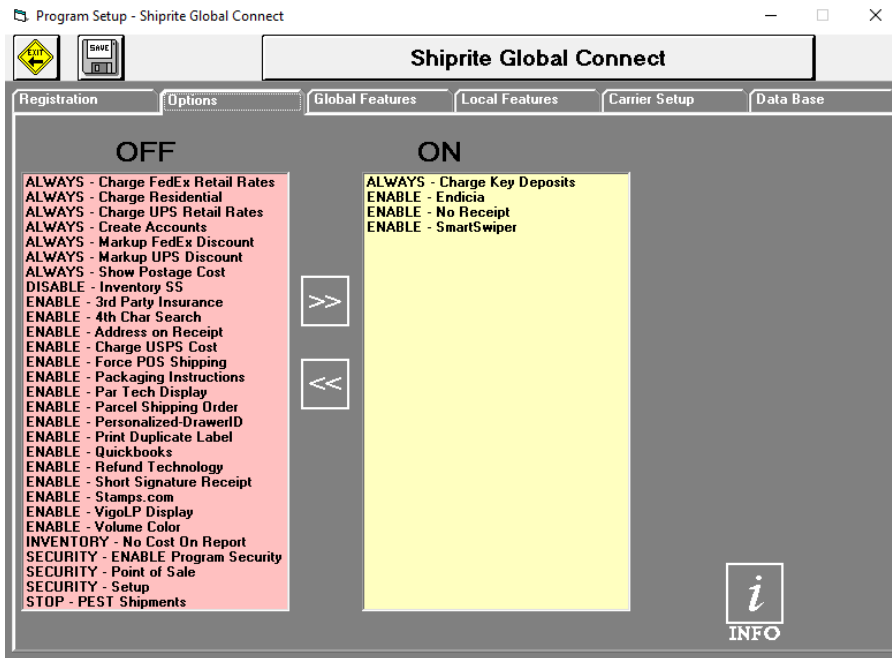 Program Setup - Shiprite Global Connect
EXIT
SAVE
Shiprite Global Connect
Registration
Options
Global Features
Local Features
Carrier Setup
Data Base
OFF
ALWAYS - Charge FedEx Retail Rates
ALWAYS - Charge Residential
ALWAYS - Charge UPS Retail Rates
ALWAYS - Create Accounts
ALWAYS - Markup FedEx Discount
ALWAYS - Markup UPS Discount
ALWAYS - Show Postage Cost
DISABLE - Inventory SS
ENABLE - 3rd Party Insurance
ENABLE - 4th Char Search
ENABLE - Address on Receipt
ENABLE - Charge USPS Cost
ENABLE - Force POS Shipping
ENABLE - Packaging Instructions
ENABLE - Par Tech Display
ENABLE - Parcel Shipping Order
ENABLE - Personalized-DrawerID
ENABLE - Print Duplicate Label
ENABLE - Quickbooks
ENABLE - Refund Technology
ENABLE - Short Signature Receipt
ENABLE - Stamps.com
ENABLE - VigoLP Display
ENABLE - Volume Color
INVENTORY - No Cost On Report
SECURITY - ENABLE Program Security
SECURITY - Point of Sale
SECURITY - Setup
STOP - PEST Shipments
>>
<<
ON
ALWAYS - Charge Key Deposits
ENABLE - Endicia
ENABLE - No Receipt
ENABLE - SmartSwiper
i
INFO